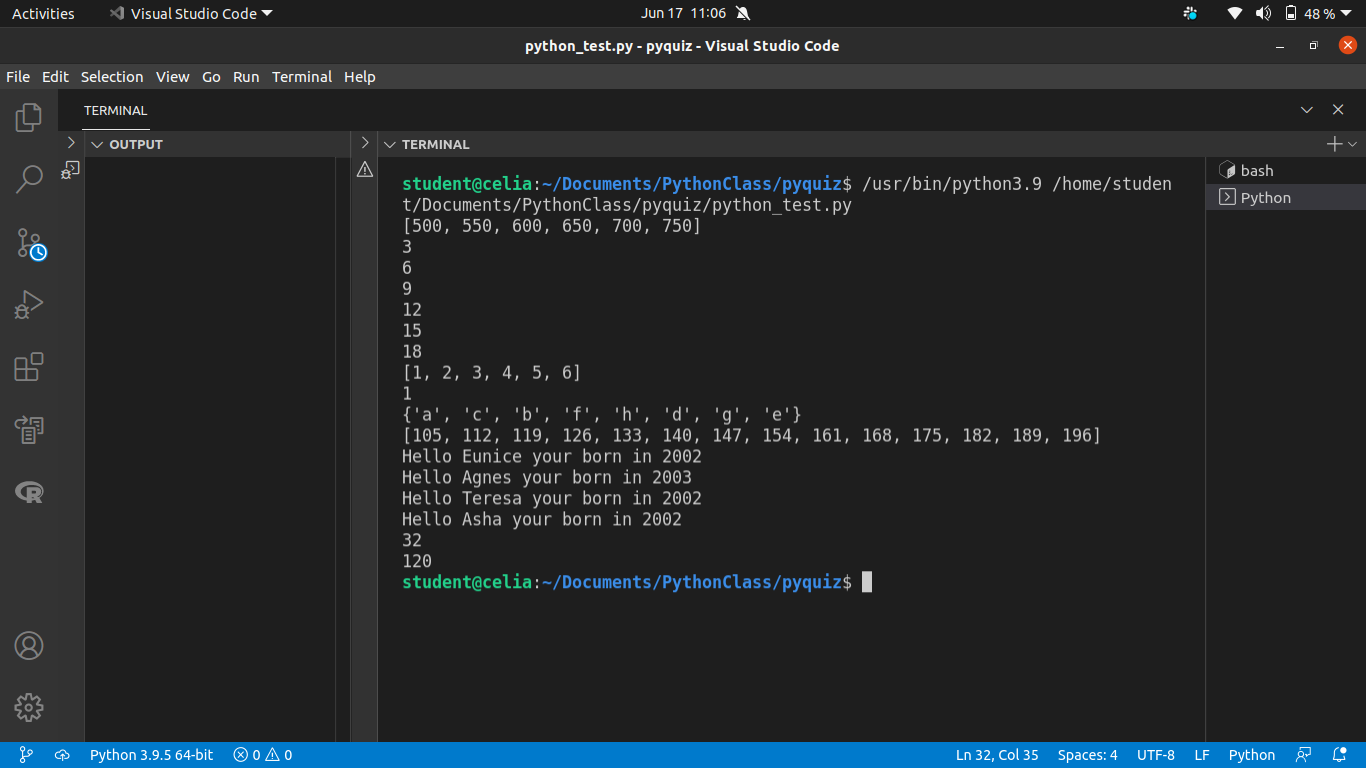 Activities
Visual Studio Code
Jun 17 11:06
48 %
python_test.py - pyquiz - Visual Studio Code
File Edit Selection View Go Run Terminal Help
TERMINAL
OUTPUT
TERMINAL
student@celia:~/Documents/PythonClass/pyquiz$ /usr/bin/python3.9 /home/studen
t/Documents/PythonClass/pyquiz/python_test.py
[500, 550, 600, 650, 700, 750]
3
6
9
12
15
18
[1, 2, 3, 4, 5, 6]
1
{'a', 'c', 'b', 'f', 'h', 'd', 'g', 'e'}
[105, 112, 119, 126, 133, 140, 147, 154, 161, 168, 175, 182, 189, 196]
Hello Eunice your born in 2002
Hello Agnes your born in 2003
Hello Teresa your born in 2002
Hello Asha your born in 2002
32
120
student@celia:~/Documents/PythonClass/pyquiz$
bash
Python
R
Python 3.9.5 64-bit
0
0
Ln 32, Col 35
Spaces: 4
UTF-8
LF
Python